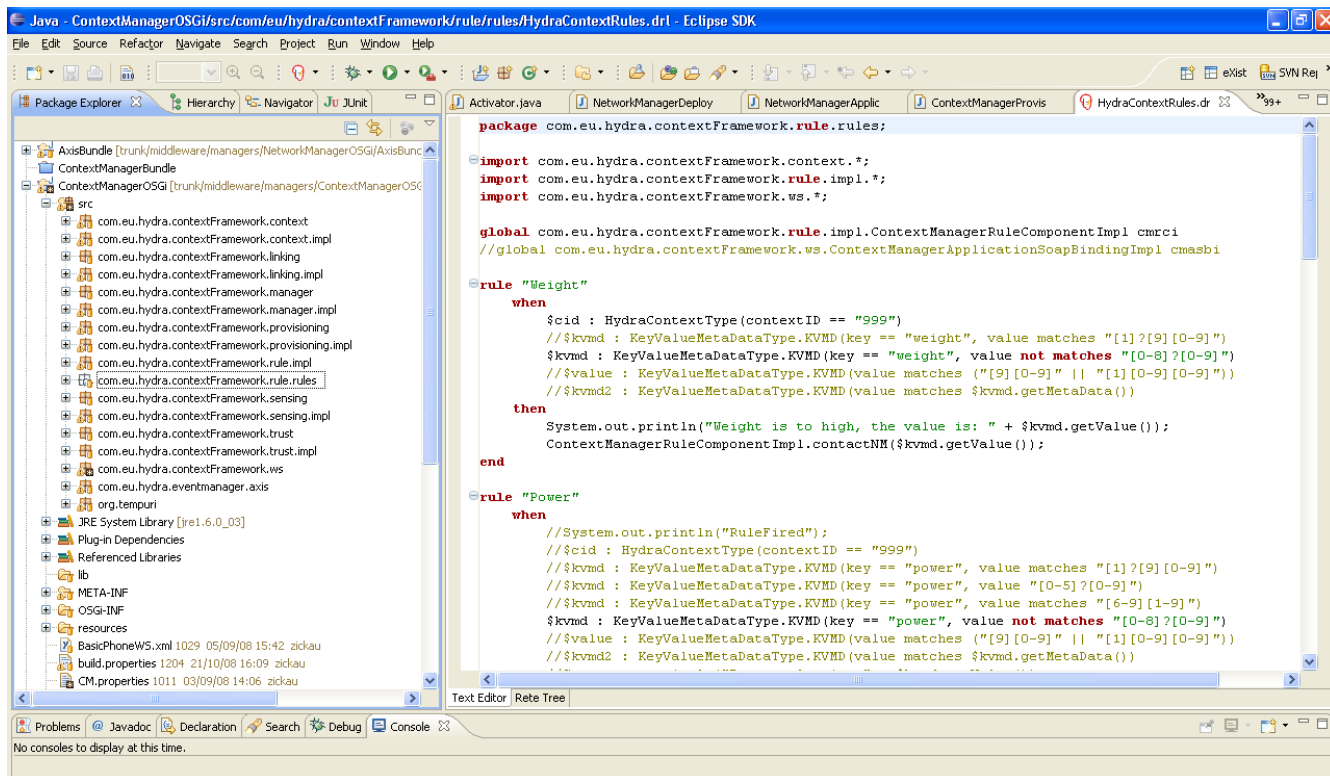 Java - ContextManagerOSGi/src/com/eu/hydra/contextFramework/rule/rules/HydraContextRules.drl - Eclipse SDK
File Edit Source Refactor Navigate Search Project Run Window Help
eXist SVN Rej
Package Explorer Hierarchy Navigator JUnit
Activator.java NetworkManagerDeploy NetworkManagerApplic ContextManagerProvis HydraContextRules.dr 99+
AxisBundle [trunk/middleware/managers/NetworkManagerOSGi/AxisBunc
ContextManagerBundle
ContextManagerOSGi [trunk/middleware/managers/ContextManagerOSG
src
com.eu.hydra.contextFramework.context
com.eu.hydra.contextFramework.context.impl
com.eu.hydra.contextFramework.linking
com.eu.hydra.contextFramework.linking.impl
com.eu.hydra.contextFramework.manager
com.eu.hydra.contextFramework.manager.impl
com.eu.hydra.contextFramework.provisioning
com.eu.hydra.contextFramework.provisioning.impl
com.eu.hydra.contextFramework.rule.impl
com.eu.hydra.contextFramework.rule.rules
com.eu.hydra.contextFramework.sensing
com.eu.hydra.contextFramework.sensing.impl
com.eu.hydra.contextFramework.trust
com.eu.hydra.contextFramework.trust.impl
com.eu.hydra.contextFramework.ws
com.eu.hydra.eventmanager.axis
org.tempuri
JRE System Library [jre1.6.0_03]
Plug-in Dependencies
Referenced Libraries
lib
META-INF
OSGi-INF
resources
BasicPhoneWS.xml 1029 05/09/08 15:42 zickau
build.properties 1204 21/10/08 16:09 zickau
CM.properties 1011 03/09/08 14:06 zickau
package com.eu.hydra.contextFramework.rule.rules;
import com.eu.hydra.contextFramework.context.*;
import com.eu.hydra.contextFramework.rule.impl.*;
import com.eu.hydra.contextFramework.ws.*;
global com.eu.hydra.contextFramework.rule.impl.ContextManagerRuleComponentImpl cmrci
//global com.eu.hydra.contextFramework.ws.ContextManagerApplicationSoapBindingImpl cmasbi
rule "Weight"
when
$cid : HydraContextType(contextID == "999")
//$kvmd : KeyValueMetaDataType.KVMD(key == "weight", value matches "[1]?[9][0-9]")
$kvmd : KeyValueMetaDataType.KVMD(key == "weight", value not matches "[0-8]?[0-9]")
//$value : KeyValueMetaDataType.KVMD(value matches ("[9][0-9]" || "[1][0-9][0-9]"))
//$kvmd2 : KeyValueMetaDataType.KVMD(value matches $kvmd.getMetaData())
then
System.out.println("Weight is to high, the value is: " + $kvmd.getValue());
ContextManagerRuleComponentImpl.contactNM($kvmd.getValue());
end
rule "Power"
when
//System.out.println("RuleFired");
//$cid : HydraContextType(contextID == "999")
//$kvmd : KeyValueMetaDataType.KVMD(key == "power", value matches "[1]?[9][0-9]")
//$kvmd : KeyValueMetaDataType.KVMD(key == "power", value "[0-5]?[0-9]")
//$kvmd : KeyValueMetaDataType.KVMD(key == "power", value matches "[6-9][1-9]")
$kvmd : KeyValueMetaDataType.KVMD(key == "power", value not matches "[0-8]?[0-9]")
//$value : KeyValueMetaDataType.KVMD(value matches ("[9][0-9]" || "[1][0-9][0-9]"))
//$kvmd2 : KeyValueMetaDataType.KVMD(value matches $kvmd.getMetaData())
Text Editor Rete Tree
Problems @ Javadoc Declaration Search Debug Console
No consoles to display at this time.